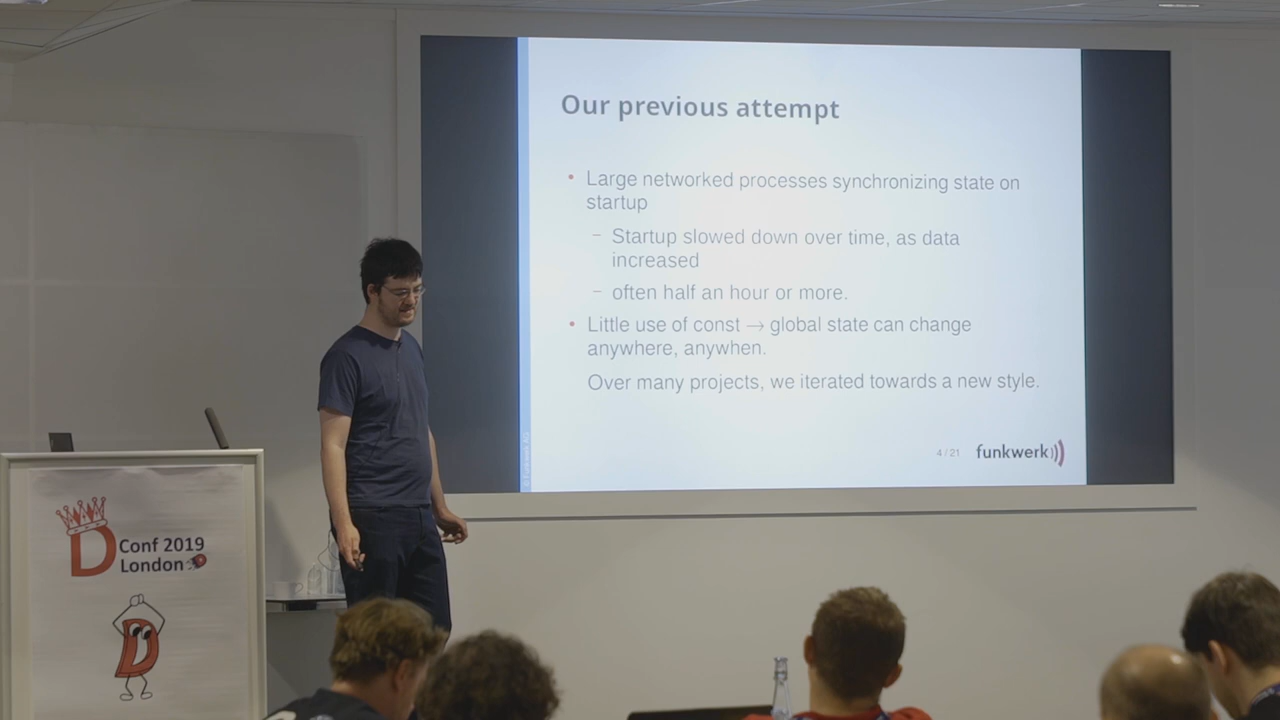 Our previous attempt
• Large networked processes synchronizing state on
startup
– Startup slowed down over time, as data
increased
– often half an hour or more.
• Little use of const → global state can change
anywhere, anywhen.
Over many projects, we iterated towards a new style.
4 / 21
funkwerk
D Conf 2019
London
D